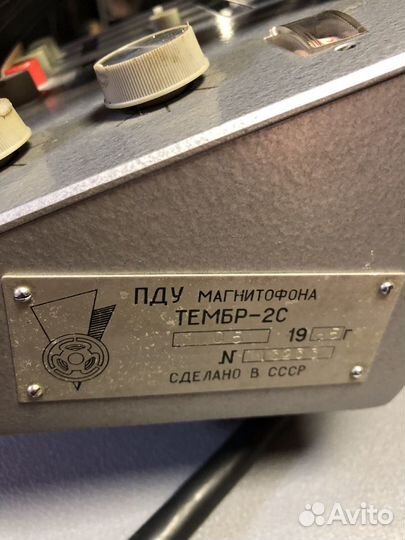 ПДУ МАГНИТОФОНА
ТЕМБР-2С
19 г
N
СДЕЛАНО В СССР
Avito